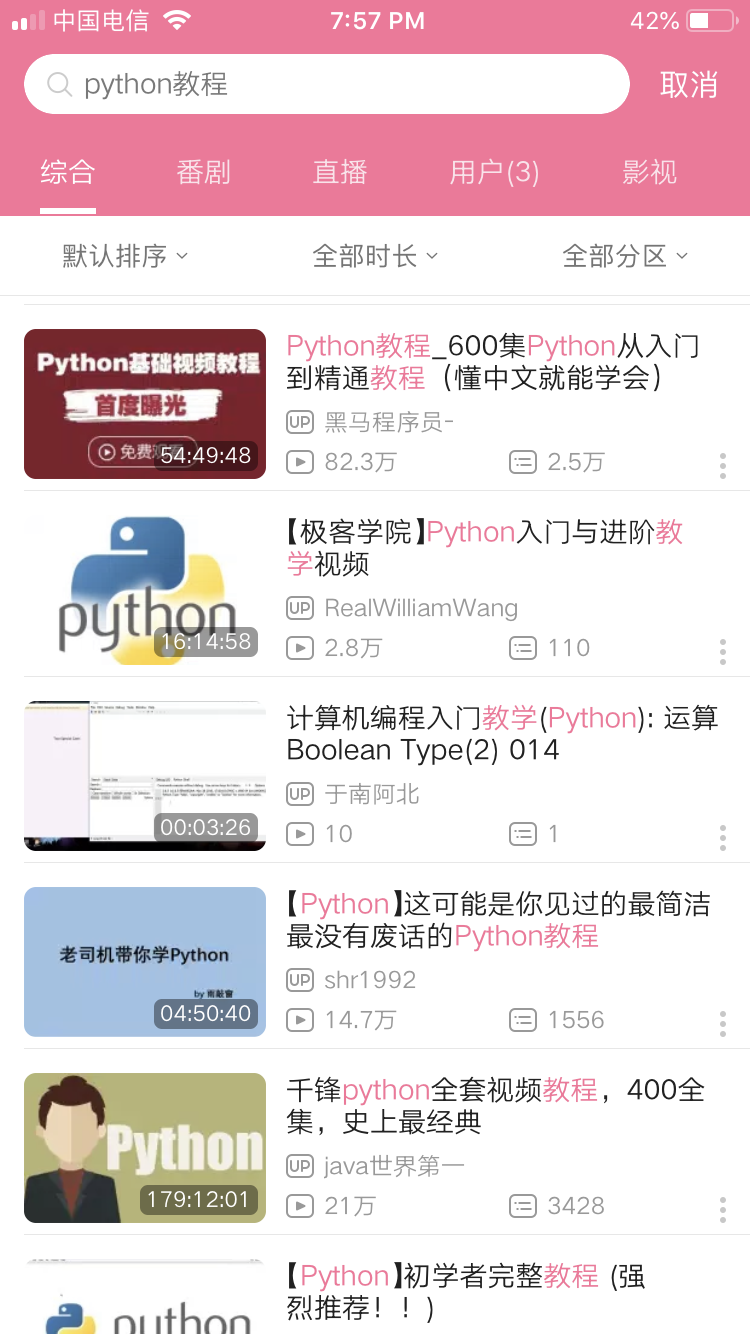 中国电信 7:57 PM 42%
python教程 取消
综合 番剧 直播 用户(3) 影视
默认排序 全部时长 全部分区
Python基础视频教程
首度曝光
免费
54:49:48
Python教程_600集Python从入门
到精通教程（懂中文就能学会）
UP 黑马程序员-
82.3万 2.5万
python
16:14:58
【极客学院】Python入门与进阶教
学视频
UP RealWilliamWang
2.8万 110
00:03:26
计算机编程入门教学(Python): 运算
Boolean Type(2) 014
UP 于南阿北
10 1
老司机带你学Python
by 雨敲窗
04:50:40
【Python】这可能是你见过的最简洁
最没有废话的Python教程
UP shr1992
14.7万 1556
Python
179:12:01
千锋python全套视频教程，400全
集，史上最经典
UP java世界第一
21万 3428
python
【Python】初学者完整教程 (强
烈推荐！！)